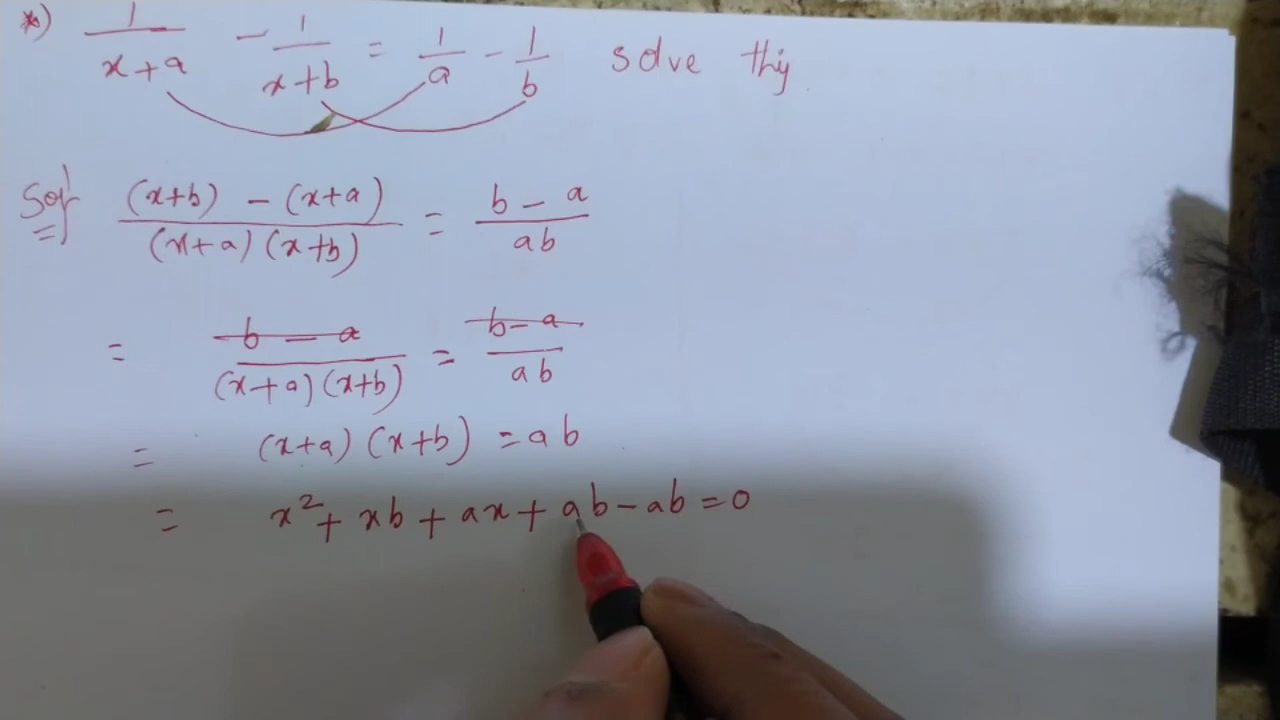 *) 1/(x+a) - 1/(x+b) = 1/a - 1/b solve this
Sol ((x+b) - (x+a))/((x+a)(x+b)) = (b - a)/(ab)
= (b - a)/((x+a)(x+b)) = (b-a)/(ab)
= (x+a)(x+b) = ab
= x² + xb + ax + ab - ab = 0